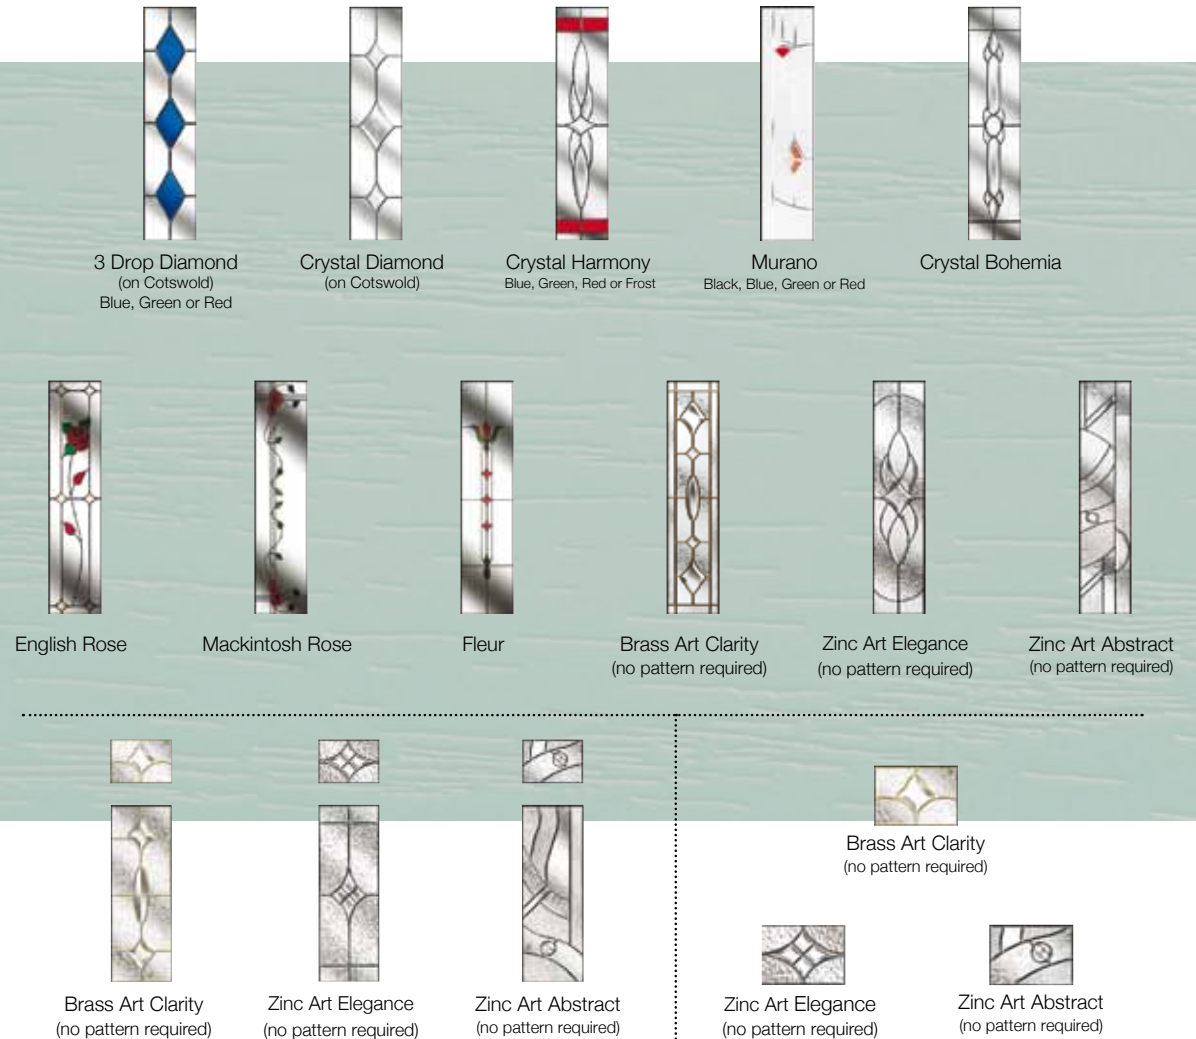 3 Drop Diamond
(on Cotswold)
Blue, Green or Red
Crystal Diamond
(on Cotswold)
Crystal Harmony
Blue, Green, Red or Frost
Murano
Black, Blue, Green or Red
Crystal Bohemia
English Rose
Mackintosh Rose
Fleur
Brass Art Clarity
(no pattern required)
Zinc Art Elegance
(no pattern required)
Zinc Art Abstract
(no pattern required)
Brass Art Clarity
(no pattern required)
Zinc Art Elegance
(no pattern required)
Zinc Art Abstract
(no pattern required)
Brass Art Clarity
(no pattern required)
Zinc Art Elegance
(no pattern required)
Zinc Art Abstract
(no pattern required)